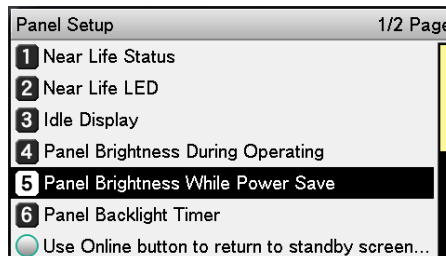 Panel Setup 1/2 Page
1 Near Life Status
2 Near Life LED
3 Idle Display
4 Panel Brightness During Operating
5 Panel Brightness While Power Save
6 Panel Backlight Timer
Use Online button to return to standby screen...